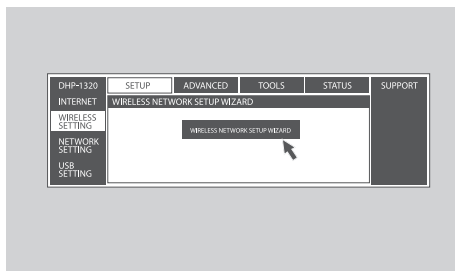 DHP-1320 SETUP ADVANCED TOOLS STATUS SUPPORT
INTERNET WIRELESS NETWORK SETUP WIZARD
WIRELESS
SETTING
WIRELESS NETWORK SETUP WIZARD
NETWORK
SETTING
USB
SETTING